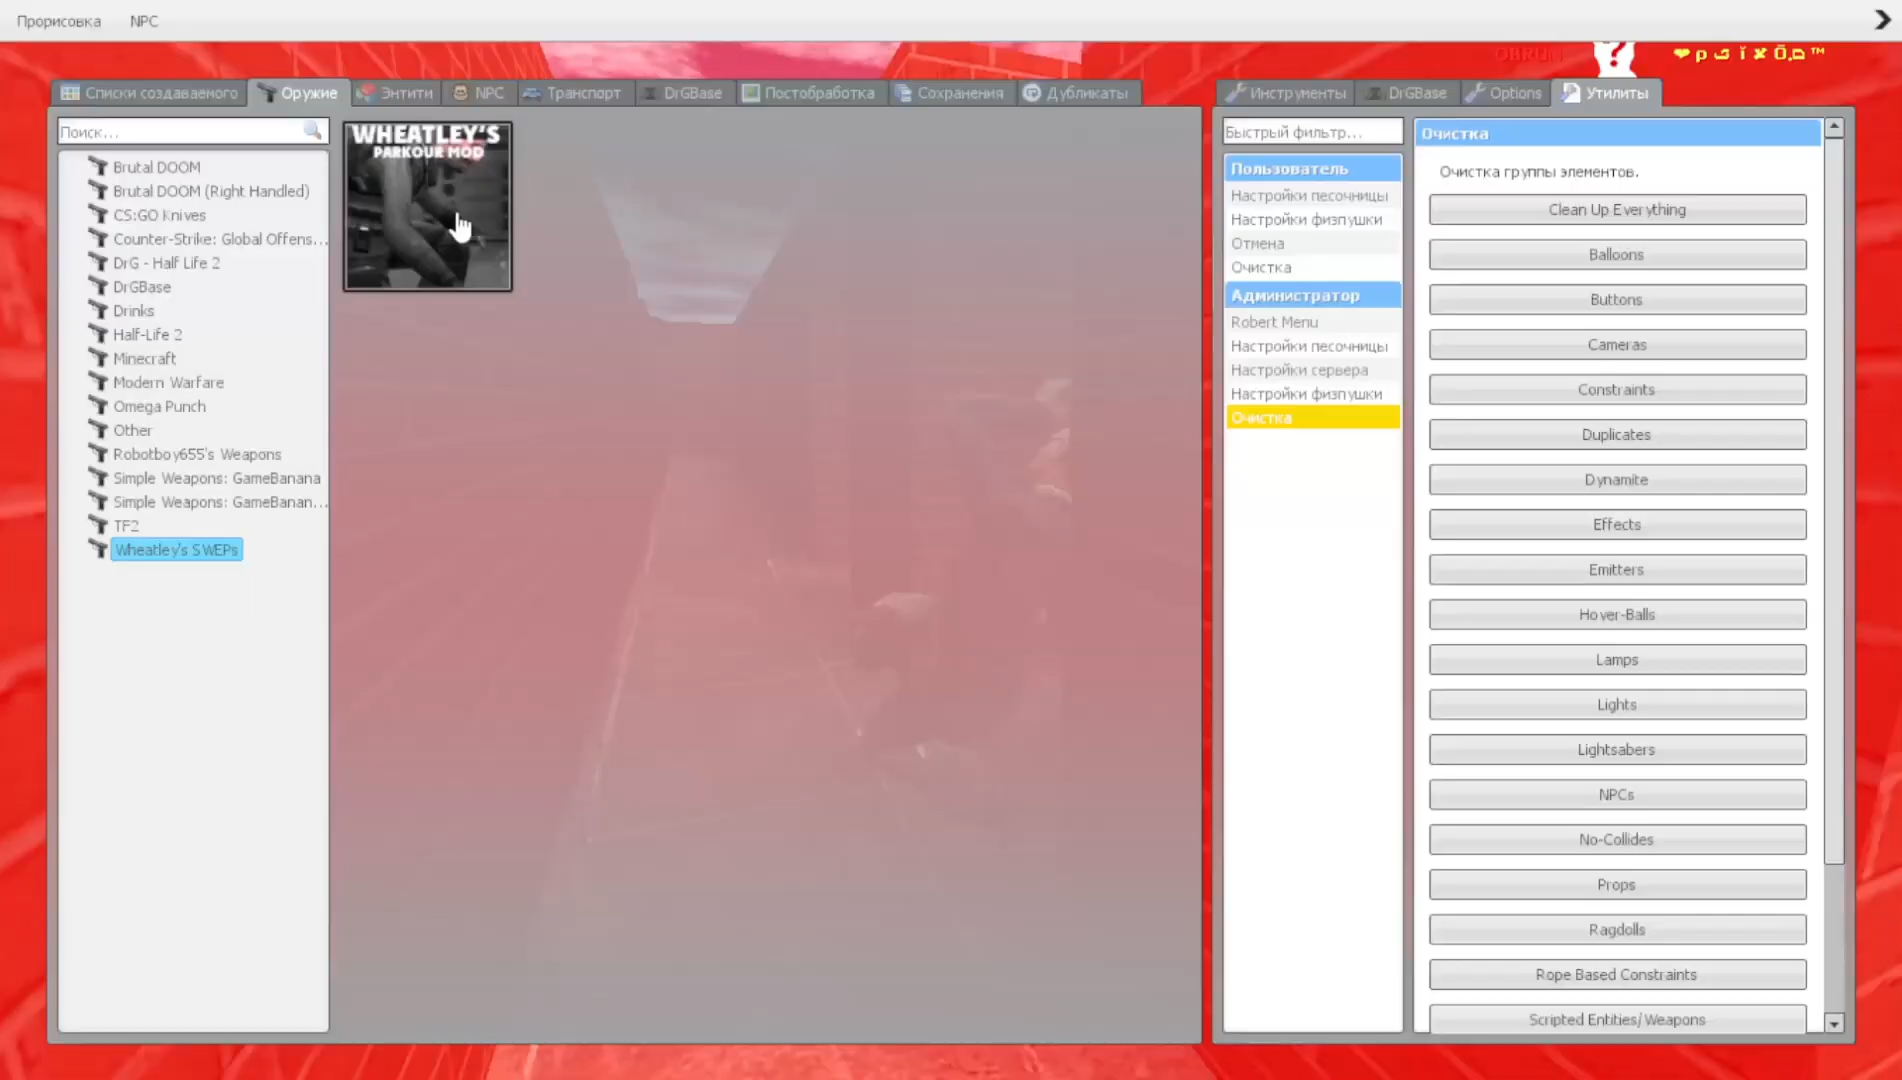 Прорисовка NPC
Списки создаваемого Оружие Энтити NPC Транспорт DrGBase Постобработка Сохранения Дубликаты
Инструменты DrGBase Options Утилиты
Поиск...
Brutal DOOM
Brutal DOOM (Right Handed)
CS:GO Knives
Counter-Strike: Global Offens...
DrG - Half Life 2
DrGBase
Drinks
Half-Life 2
Minecraft
Modern Warfare
Omega Punch
Other
Robotboy655's Weapons
Simple Weapons: GameBanana
Simple Weapons: GameBanan...
TF2
Wheatley's SWEPs
WHEATLEY'S
PARKOUR MOD
Быстрый фильтр...
Пользователь
Настройки песочницы
Настройки физпушки
Отмена
Очистка
Администратор
Robert Menu
Настройки песочницы
Настройки сервера
Настройки физпушки
Очистка
Очистка
Очистка группы элементов.
Clean Up Everything
Balloons
Buttons
Cameras
Constraints
Duplicates
Dynamite
Effects
Emitters
Hover-Balls
Lamps
Lights
Lightsabers
NPCs
No-Collides
Props
Ragdolls
Rope Based Constraints
Scripted Entities/Weapons